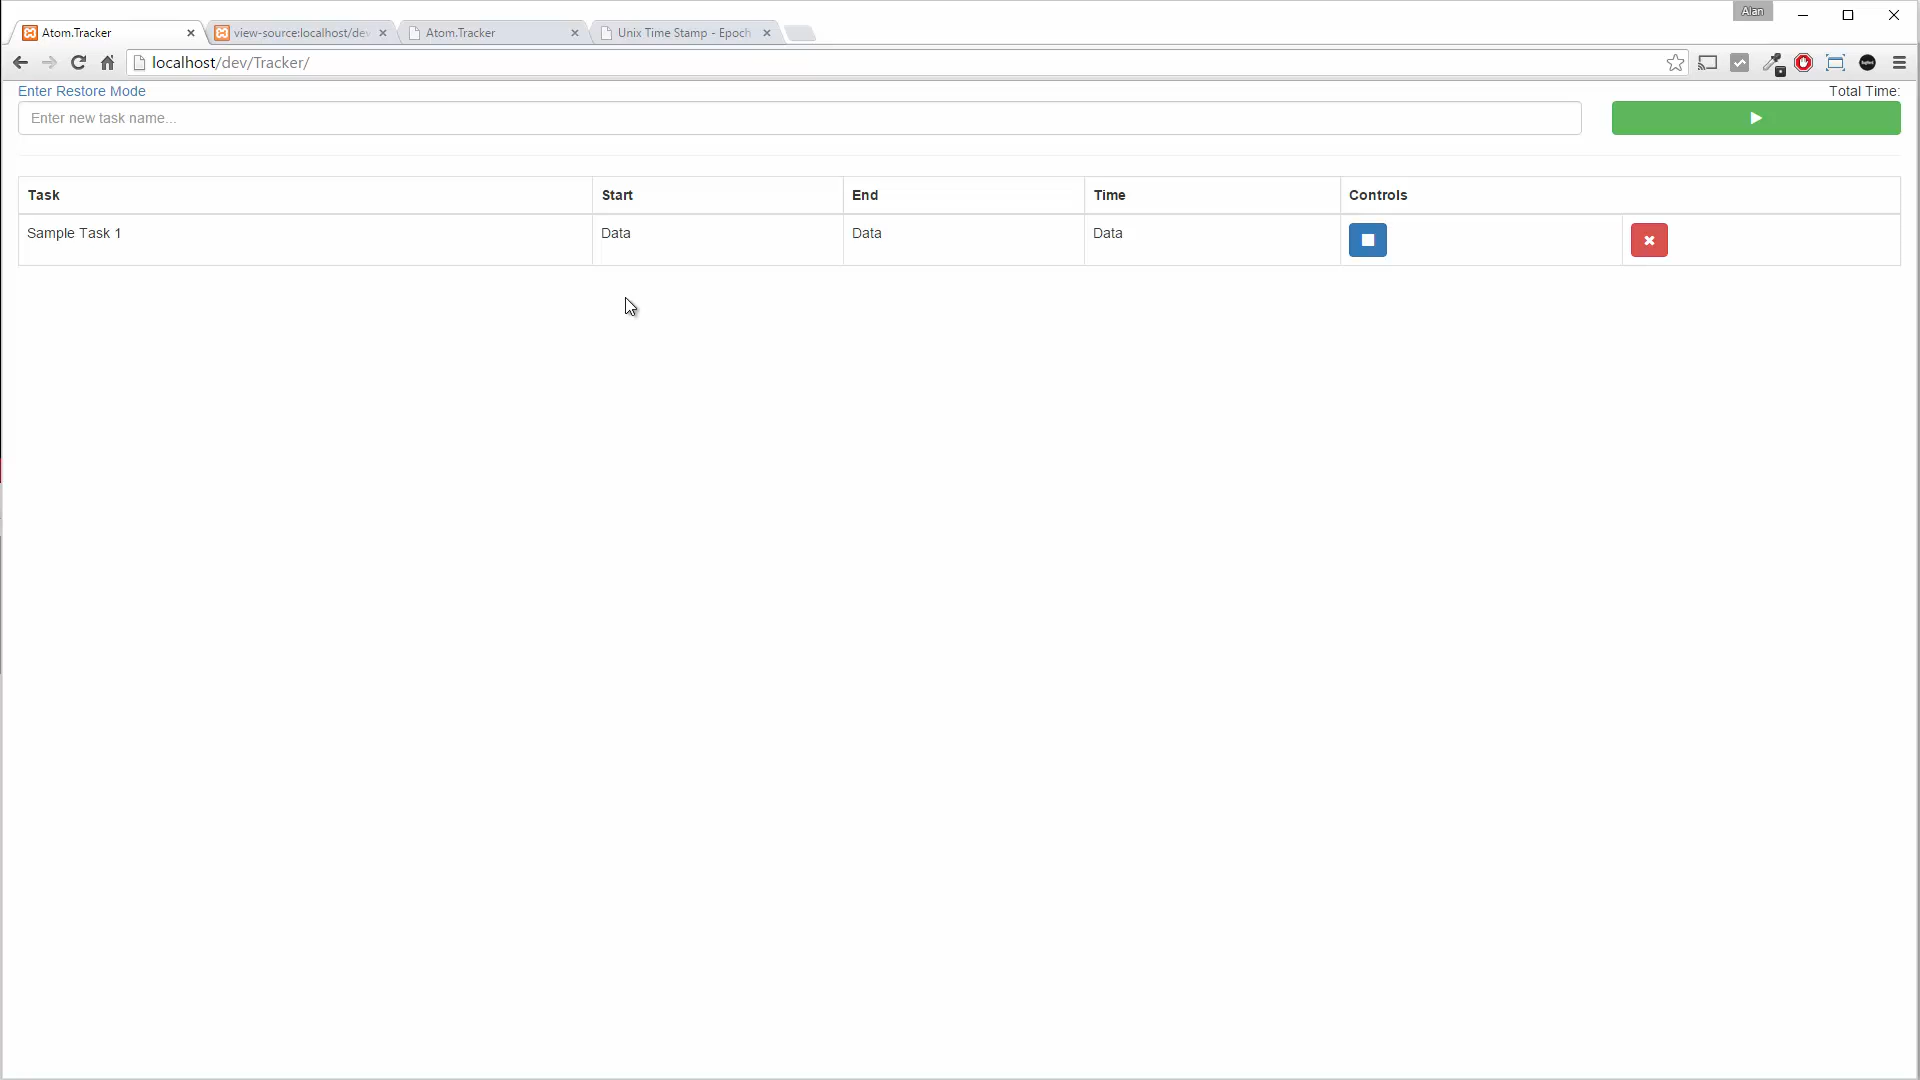 Alan
Atom.Tracker
view-source:localhost/dev
Atom.Tracker
Unix Time Stamp - Epoch
localhost/dev/Tracker/
Enter Restore Mode
Total Time:
Enter new task name...
Task Start End Time Controls
Sample Task 1 Data Data Data